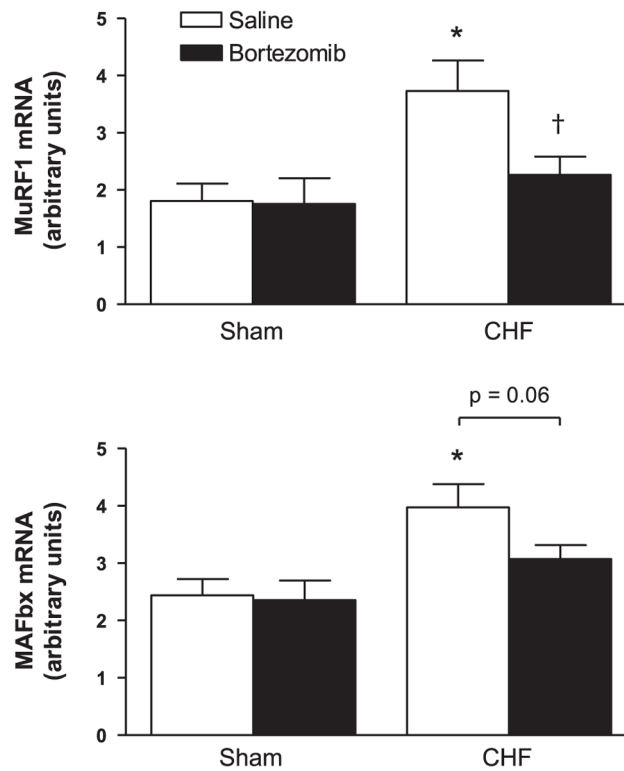 Saline
Bortezomib
MuRF1 mRNA
(arbitrary units)
5
4
3
2
1
0
*
†
Sham CHF
p = 0.06
MAFbx mRNA
(arbitrary units)
5
4
3
2
1
0
*
Sham CHF